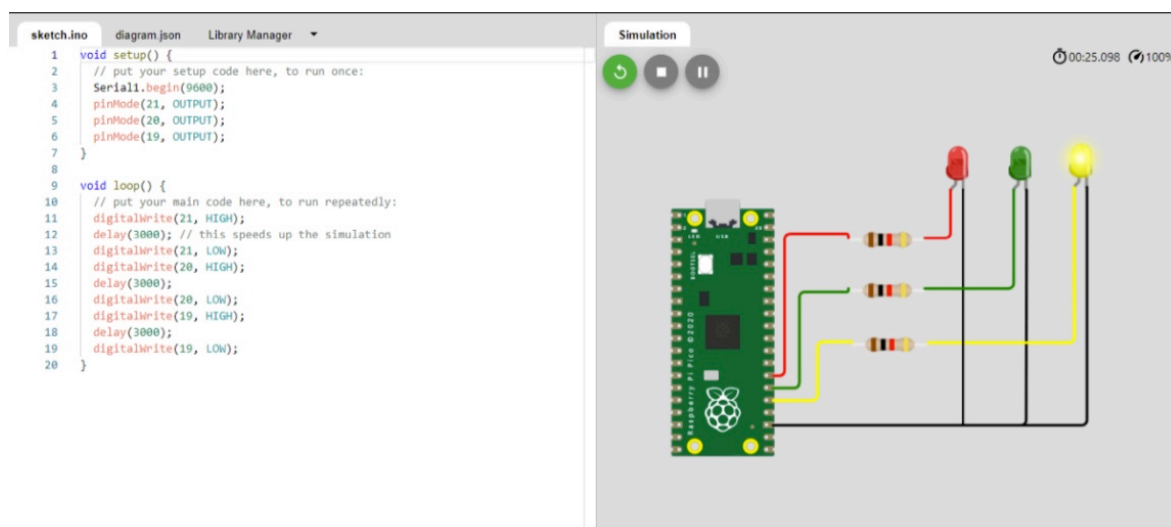 sketch.ino diagram.json Library Manager
1 void setup() {
2 // put your setup code here, to run once:
3 Serial1.begin(9600);
4 pinMode(21, OUTPUT);
5 pinMode(20, OUTPUT);
6 pinMode(19, OUTPUT);
7 }
8
9 void loop() {
10 // put your main code here, to run repeatedly:
11 digitalWrite(21, HIGH);
12 delay(3000); // this speeds up the simulation
13 digitalWrite(21, LOW);
14 digitalWrite(20, HIGH);
15 delay(3000);
16 digitalWrite(20, LOW);
17 digitalWrite(19, HIGH);
18 delay(3000);
19 digitalWrite(19, LOW);
20 }
Simulation
00:25.098 100%
LED USB
BOOTSEL
Raspberry Pi Pico ©2020